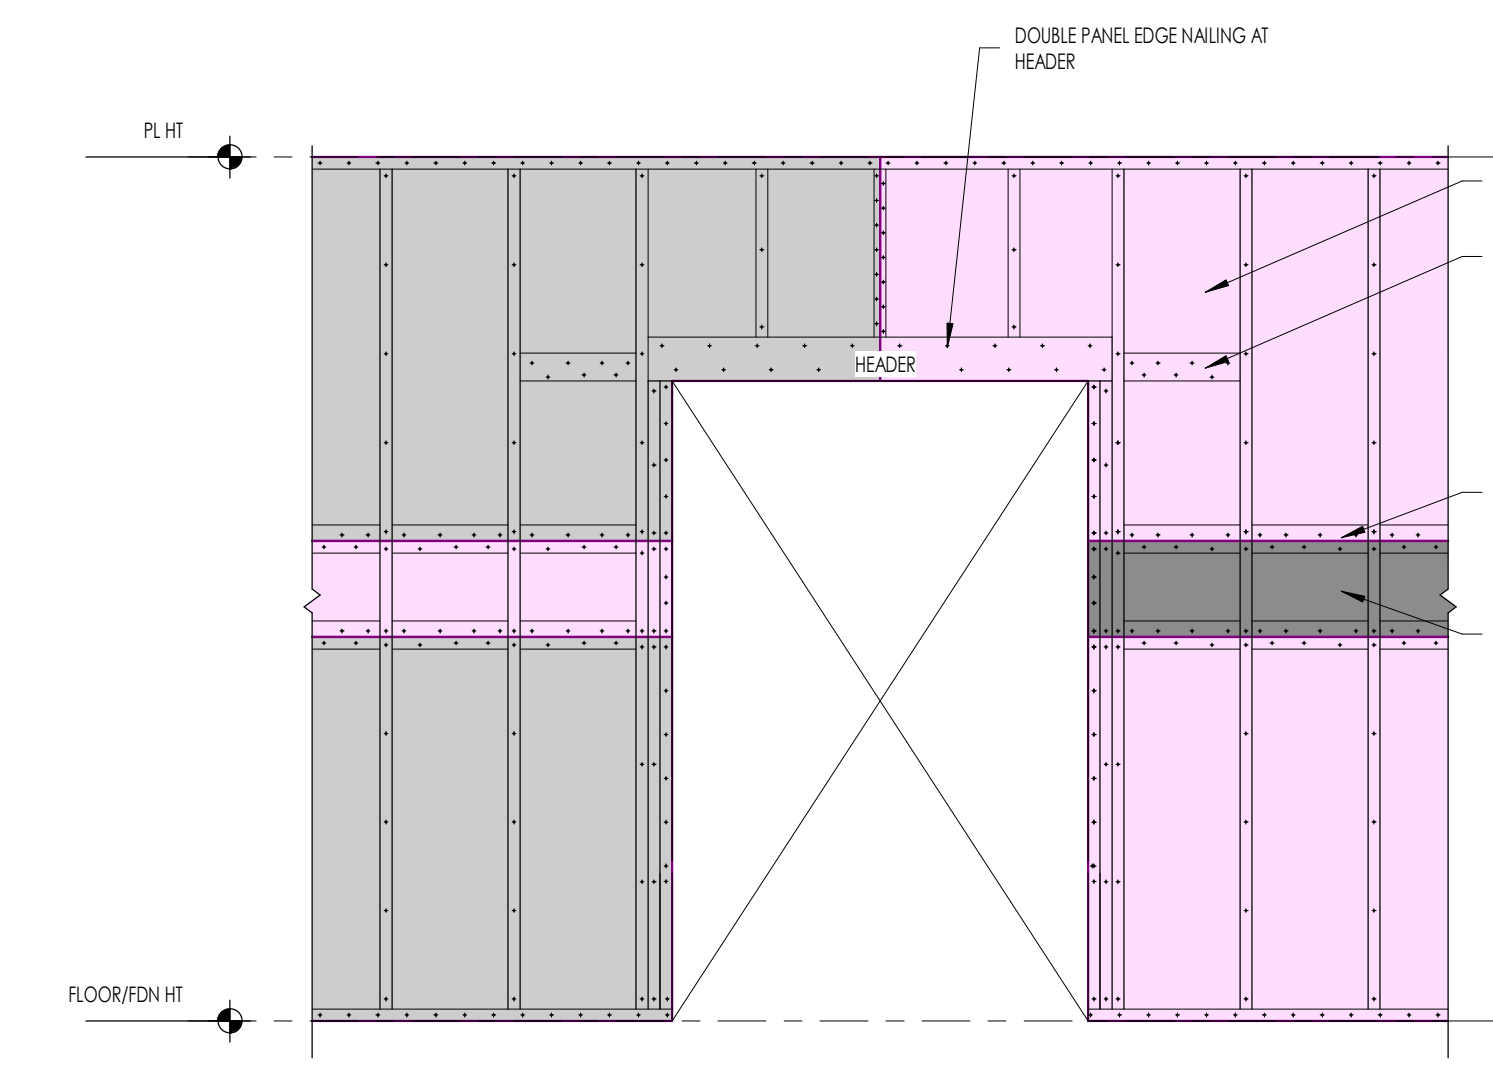 DOUBLE PANEL EDGE NAILING AT
HEADER
PL HT
HEADER
FLOOR/FDN HT